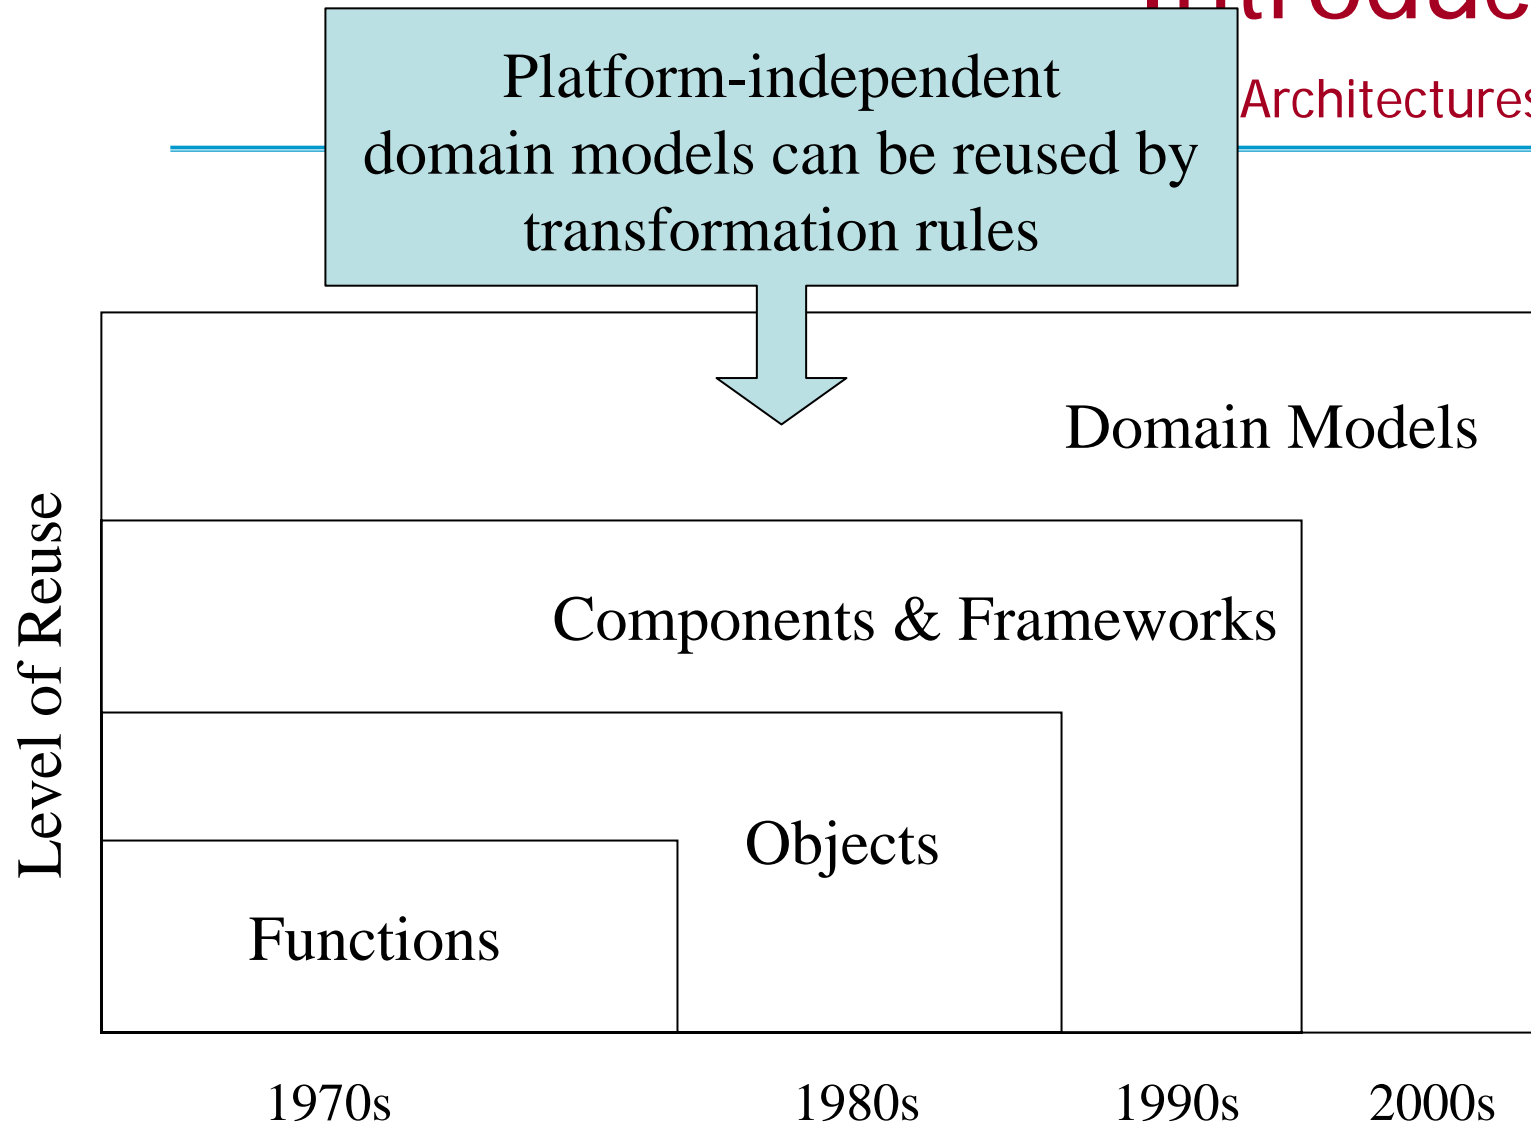 Architectures
Platform-independent
domain models can be reused by
transformation rules
Domain Models
Components & Frameworks
Objects
Functions
Level of Reuse
1970s 1980s 1990s 2000s